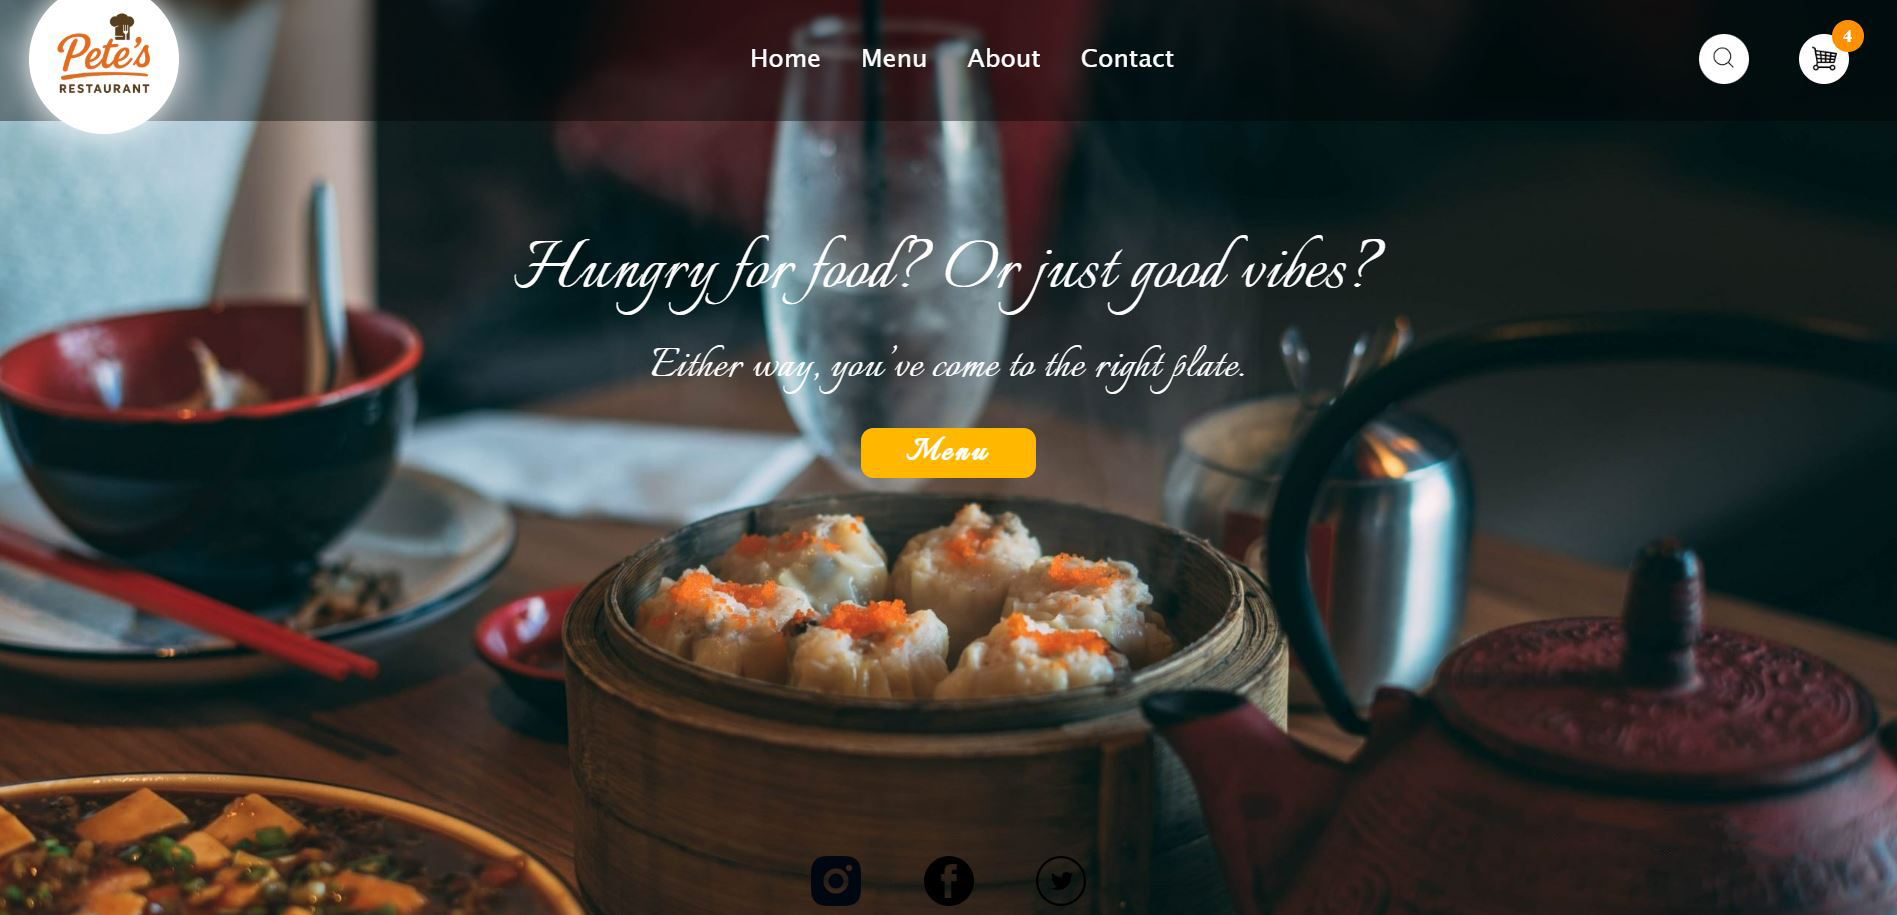 Pete's
RESTAURANT
Home Menu About Contact
4
Hungry for food? Or just good vibes?
Either way, you've come to the right plate.
Menu